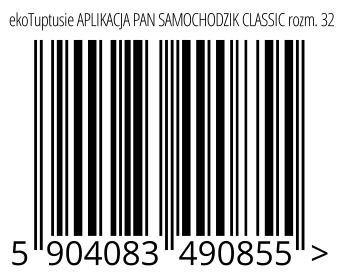 ekoTuptusie APLIKACJA PAN SAMOCHODZIK CLASSIC rozm. 32
5 904083 490855 >